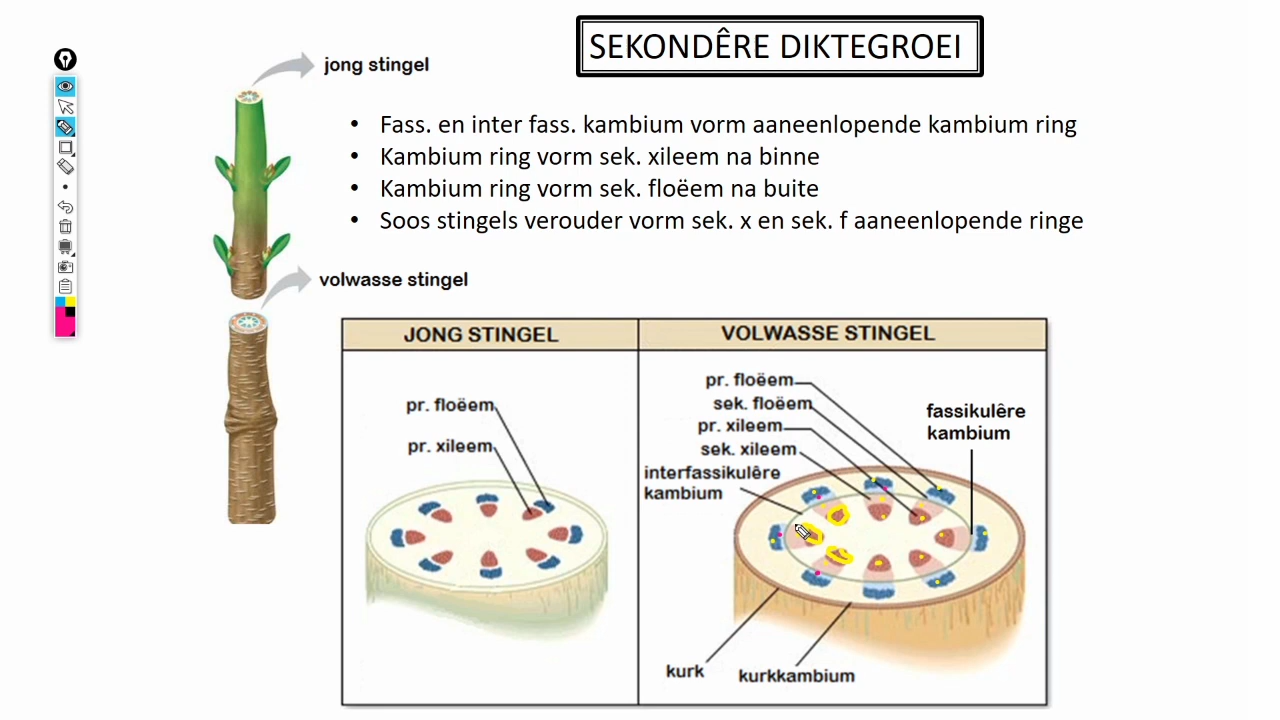 SEKONDÊRE DIKTEGROEI
jong stingel
• Fass. en inter fass. kambium vorm aaneenlopende kambium ring
• Kambium ring vorm sek. xileem na binne
• Kambium ring vorm sek. floëem na buite
• Soos stingels verouder vorm sek. x en sek. f aaneenlopende ringe
volwasse stingel
JONG STINGEL
pr. floëem
pr. xileem
VOLWASSE STINGEL
pr. floëem
sek. floëem
pr. xileem
sek. xileem
interfassikulêre
kambium
fassikulêre
kambium
kurk
kurkkambium